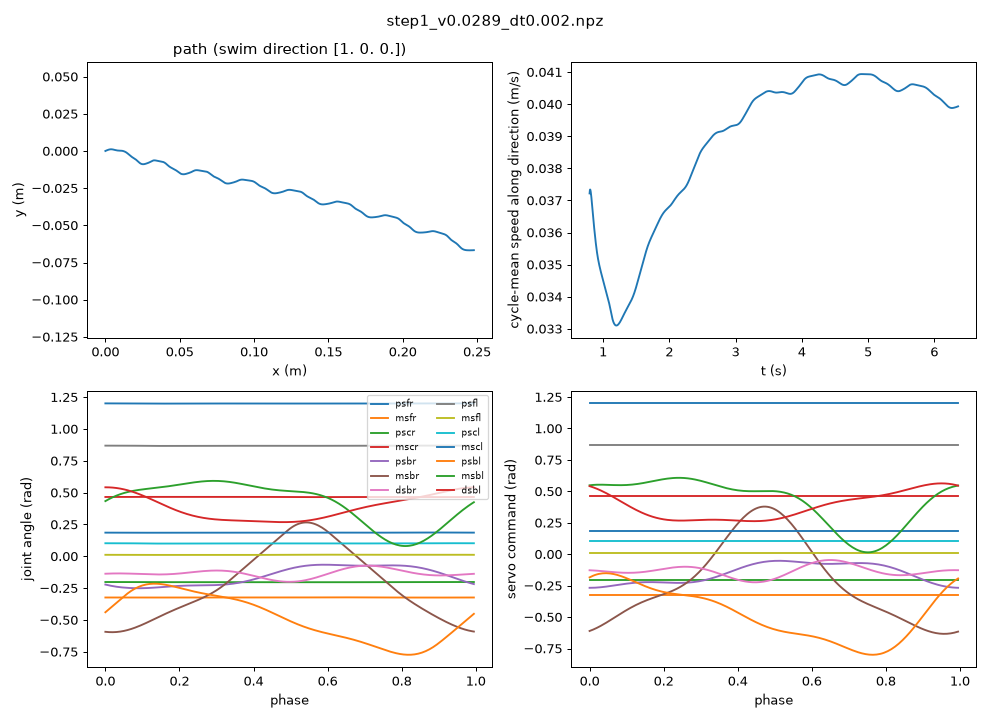 step1_v0.0289_dt0.002.npz
path (swim direction [1. 0. 0.])
0.050
0.025
0.000
−0.025
−0.050
−0.075
−0.100
−0.125
y (m)
0.00 0.05 0.10 0.15 0.20 0.25
x (m)
cycle-mean speed along direction (m/s)
0.041
0.040
0.039
0.038
0.037
0.036
0.035
0.034
0.033
1 2 3 4 5 6
t (s)
joint angle (rad)
1.25
1.00
0.75
0.50
0.25
0.00
−0.25
−0.50
−0.75
psfr psfl
msfr msfl
pscr pscl
mscr mscl
psbr psbl
msbr msbl
dsbr dsbl
0.0 0.2 0.4 0.6 0.8 1.0
phase
servo command (rad)
1.25
1.00
0.75
0.50
0.25
0.00
−0.25
−0.50
−0.75
0.0 0.2 0.4 0.6 0.8 1.0
phase